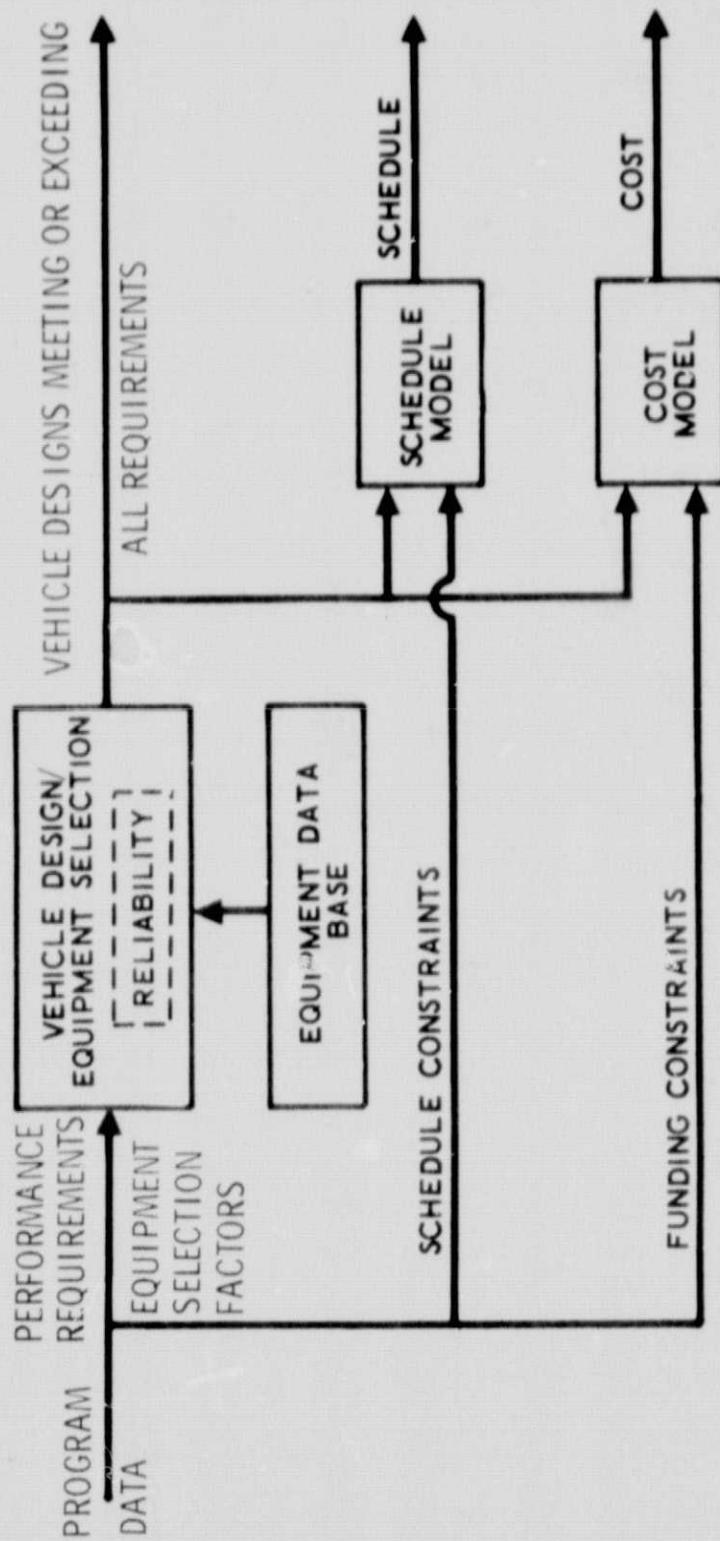 PROGRAM
DATA
PERFORMANCE
REQUIREMENTS
EQUIPMENT
SELECTION
FACTORS
VEHICLE DESIGN/
EQUIPMENT SELECTION
RELIABILITY
EQUIPMENT DATA
BASE
VEHICLE DESIGNS MEETING OR EXCEEDING
ALL REQUIREMENTS
SCHEDULE CONSTRAINTS
SCHEDULE
MODEL
SCHEDULE
FUNDING CONSTRAINTS
COST
MODEL
COST